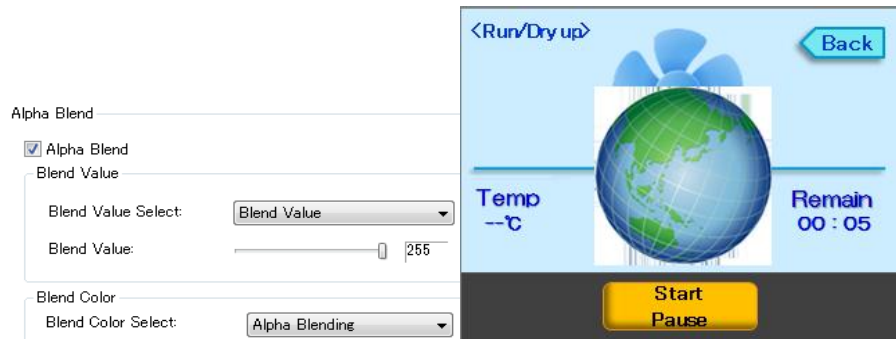 Alpha Blend
Alpha Blend
Blend Value
Blend Value Select:
Blend Value
Blend Value:
255
Blend Color
Blend Color Select:
Alpha Blending
<Run/Dry up>
Back
Temp
--℃
Remain
00 : 05
Start
Pause